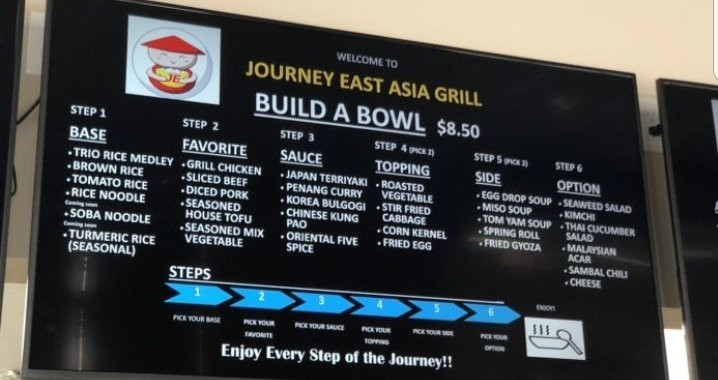 JE
WELCOME TO
JOURNEY EAST ASIA GRILL
BUILD A BOWL $8.50
STEP 1
BASE
• TRIO RICE MEDLEY
• BROWN RICE
• TOMATO RICE
• RICE NOODLE
Coming soon
• SOBA NOODLE
Coming soon
• TURMERIC RICE
(SEASONAL)
STEP 2
FAVORITE
• GRILL CHICKEN
• SLICED BEEF
• DICED PORK
• SEASONED
HOUSE TOFU
• SEASONED MIX
VEGETABLE
STEP 3
SAUCE
• JAPAN TERRIYAKI
• PENANG CURRY
• KOREA BULGOGI
• CHINESE KUNG
PAO
• ORIENTAL FIVE
SPICE
STEP 4 (PICK 2)
TOPPING
• ROASTED
VEGETABLE
• STIR FRIED
CABBAGE
• CORN KERNEL
• FRIED EGG
STEP 5 (PICK 2)
SIDE
• EGG DROP SOUP
• MISO SOUP
• TOM YAM SOUP
• SPRING ROLL
• FRIED GYOZA
STEP 6
OPTION
• SEAWEED SALAD
• KIMCHI
• THAI CUCUMBER
SALAD
• MALAYSIAN
ACAR
• SAMBAL CHILI
• CHEESE
STEPS
1 2 3 4 5 6
PICK YOUR BASE
PICK YOUR
FAVORITE
PICK YOUR SAUCE
PICK YOUR
TOPPING
PICK YOUR SIDE
PICK YOUR
OPTION
ENJOY!
Enjoy Every Step of the Journey!!